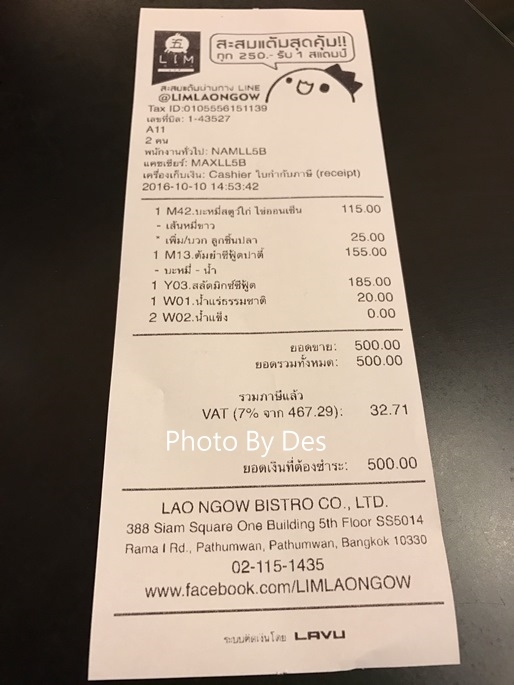 五
LIM
สะสมแต้มสุดคุ้ม!!
ทุก 250.- รับ 1 สแตมป์
สะสมแต้มผ่านทาง LINE
@LIMLAONGOW
Tax ID:0105556151139
เลขที่บิล: 1-43527
A11
2 คน
พนักงานทั่วไป: NAMLL5B
แคชเชียร์: MAXLL5B
เครื่องเก็บเงิน: Cashier ใบกำกับภาษี (receipt)
2016-10-10 14:53:42
1 M42.บะหมี่สตูว์ไก่ ไข่ออนเซ็น 115.00
- เส้นหมี่ขาว
* เพิ่ม/บวก ลูกชิ้นปลา 25.00
1 M13.ต้มยำซีฟู้ดปาตี้ 155.00
- บะหมี่ - น้ำ
1 Y03.สลัดมิกซ์ซีฟู้ด 185.00
1 W01.น้ำแร่ธรรมชาติ 20.00
2 W02.น้ำแข็ง 0.00
ยอดขาย: 500.00
ยอดรวมทั้งหมด: 500.00
รวมภาษีแล้ว
VAT (7% จาก 467.29): 32.71
Photo By Des
ยอดเงินที่ต้องชำระ: 500.00
LAO NGOW BISTRO CO., LTD.
388 Siam Square One Building 5th Floor SS5014
Rama I Rd., Pathumwan, Pathumwan, Bangkok 10330
02-115-1435
www.facebook.com/LIMLAONGOW
ระบบคิดเงินโดย LAVU